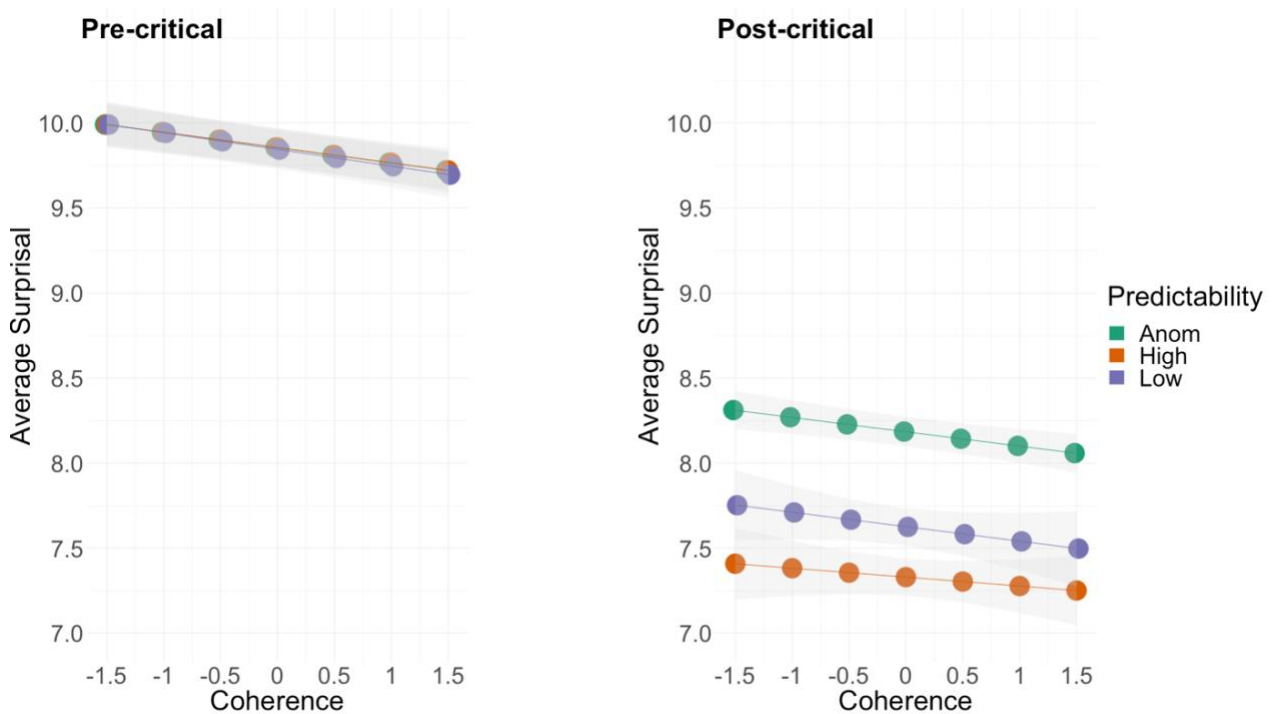 Pre-critical
Average Surprisal
10.0
9.5
9.0
8.5
8.0
7.5
7.0
-1.5 -1 -0.5 0 0.5 1 1.5
Coherence
Post-critical
Average Surprisal
10.0
9.5
9.0
8.5
8.0
7.5
7.0
-1.5 -1 -0.5 0 0.5 1 1.5
Coherence
Predictability
Anom
High
Low